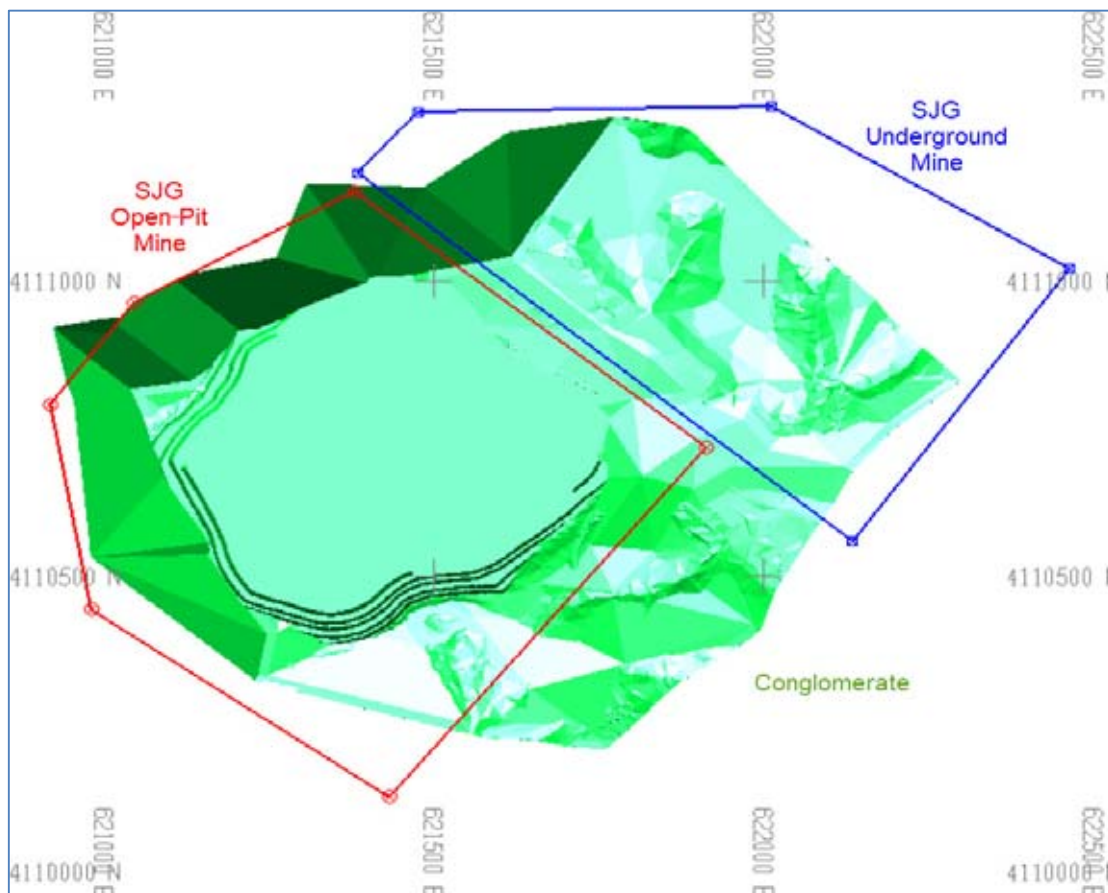 621000 E
621500 E
622000 E
622500 E
SJG
Underground
Mine
SJG
Open Pit
Mine
4111000 N
4111000 N
4110500 N
4110500 N
Conglomerate
621000 E
621500 E
622000 E
622500 E
4110000 N
4110000 N